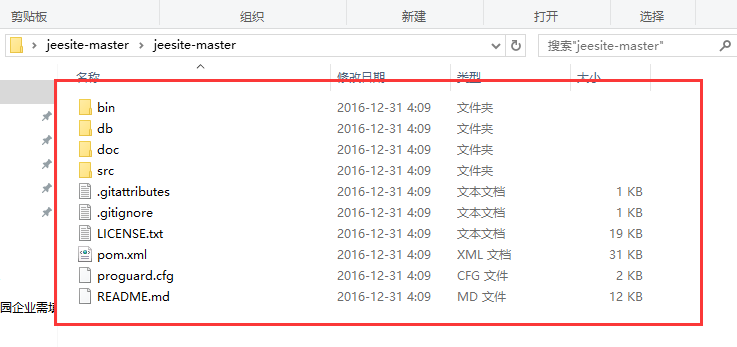 剪贴板 组织 新建 打开 选择
jeesite-master > jeesite-master 搜索"jeesite-master"
名称 修改日期 类型 大小
bin 2016-12-31 4:09 文件夹
db 2016-12-31 4:09 文件夹
doc 2016-12-31 4:09 文件夹
src 2016-12-31 4:09 文件夹
.gitattributes 2016-12-31 4:09 文本文档 1 KB
.gitignore 2016-12-31 4:09 文本文档 1 KB
LICENSE.txt 2016-12-31 4:09 文本文档 19 KB
pom.xml 2016-12-31 4:09 XML 文档 31 KB
proguard.cfg 2016-12-31 4:09 CFG 文件 2 KB
README.md 2016-12-31 4:09 MD 文件 12 KB
园企业需